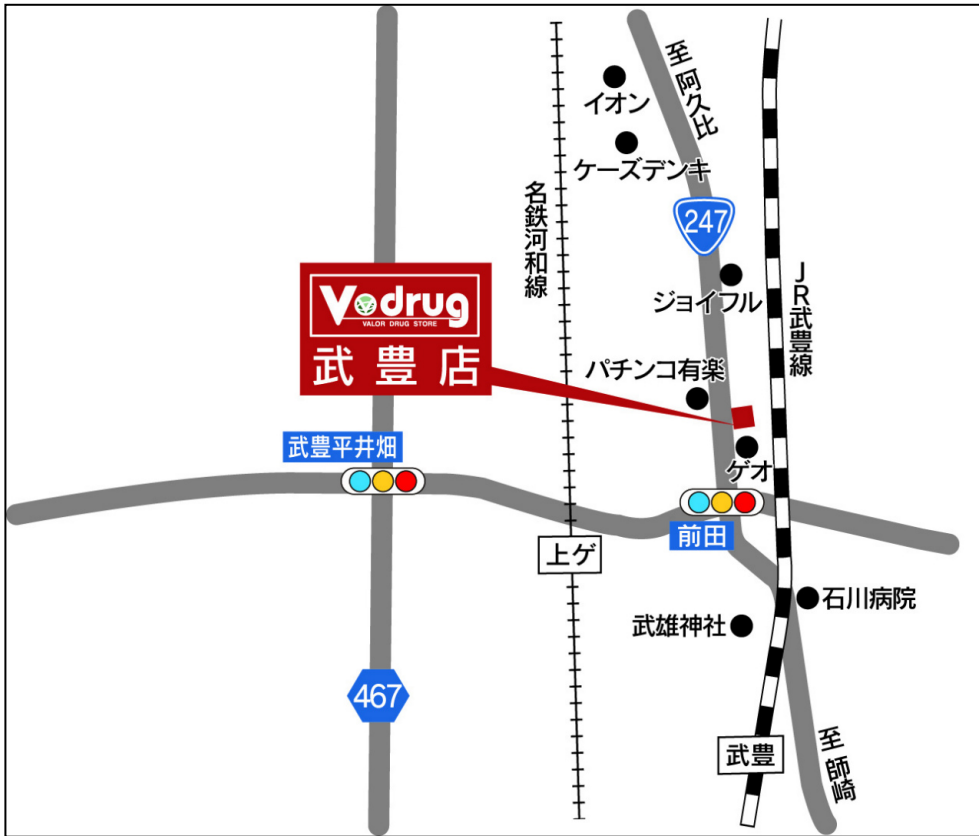 至 阿久比
イオン
ケーズデンキ
名鉄河和線
247
JR武豊線
ジョイフル
V drug
VALOR DRUG STORE
武豊店
パチンコ有楽
武豊平井畑
ゲオ
前田
上ゲ
石川病院
武雄神社
467
武豊
至 師崎